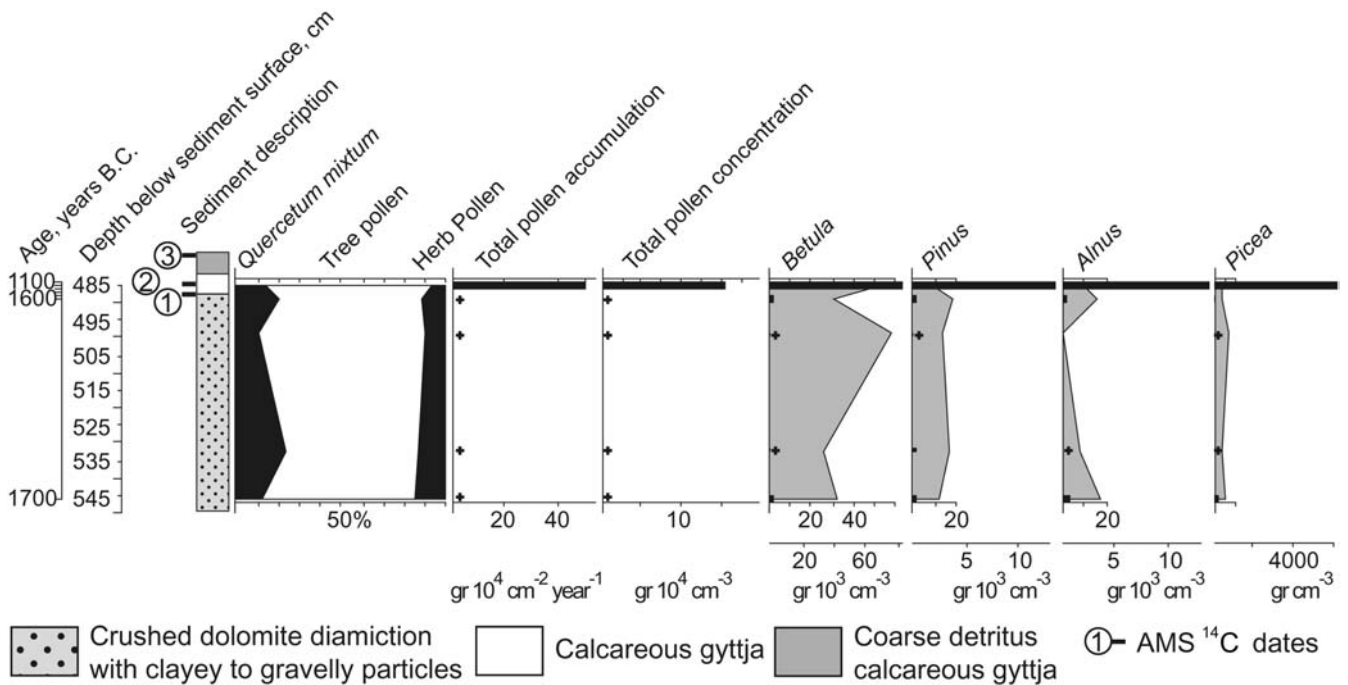 Age, years B.C.
Depth below sediment surface, cm
Sediment description
Quercetum mixtum
Tree pollen
Herb Pollen
Total pollen accumulation
Total pollen concentration
Betula
Pinus
Alnus
Picea
③
②
①
1100
1600
1700
485
495
505
515
525
535
545
50%
20 40
10
20 40
20
20
20 60
5 10
5 10
4000
gr 10⁴ cm⁻² year⁻¹
gr 10⁴ cm⁻³
gr 10³ cm⁻³
gr 10³ cm⁻³
gr 10³ cm⁻³
gr cm⁻³
Crushed dolomite diamiction
with clayey to gravelly particles
Calcareous gyttja
Coarse detritus
calcareous gyttja
① AMS ¹⁴C dates